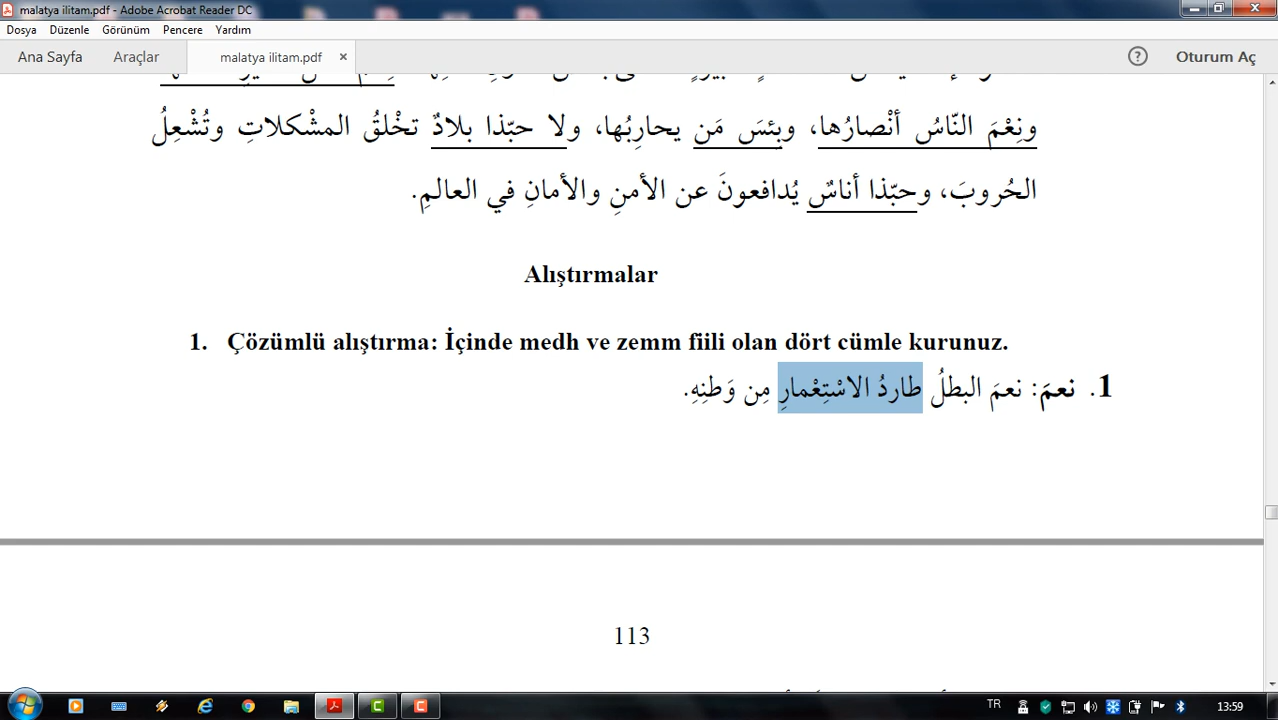 malatya ilitam.pdf - Adobe Acrobat Reader DC
Dosya Düzenle Görünüm Pencere Yardım
Ana Sayfa Araçlar malatya ilitam.pdf × ? Oturum Aç
ونِعْمَ النّاسُ أنْصارُها، وبِئسَ مَن يحارِبُها، ولا حبّذا بلادٌ تخْلقُ المشْكلاتِ وتُشْعِلُ
الحُروبَ، وحبّذا أناسٌ يُدافعونَ عن الأمنِ والأمانِ في العالمِ.
Alıştırmalar
1. Çözümlü alıştırma: İçinde medh ve zemm fiili olan dört cümle kurunuz.
1. نعمَ: نعمَ البطلُ طاردُ الاسْتِعْمارِ مِن وَطنِهِ.
113
TR 13:59